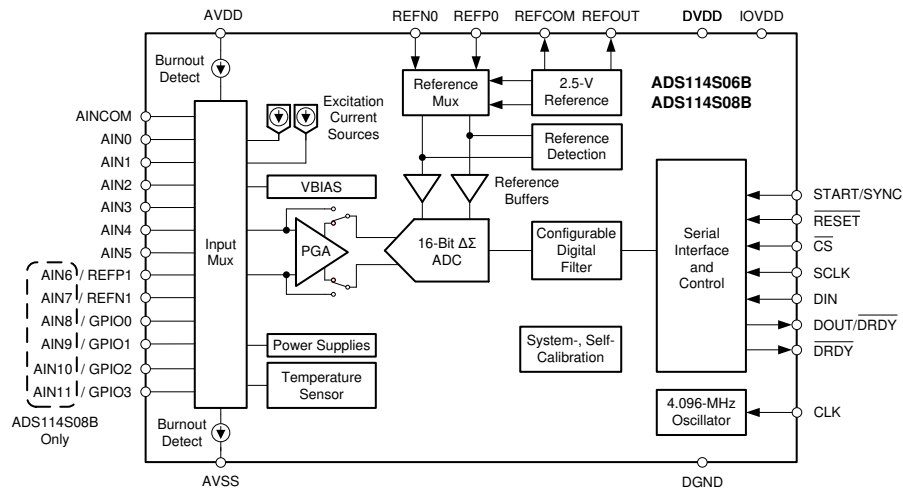 AVDD
REFN0
REFP0
REFCOM
REFOUT
DVDD
IOVDD
Burnout
Detect
Reference
Mux
2.5-V
Reference
ADS114S06B
ADS114S08B
Excitation
Current
Sources
Reference
Detection
AINCOM
AIN0
AIN1
AIN2
AIN3
AIN4
AIN5
AIN6 / REFP1
AIN7 / REFN1
AIN8 / GPIO0
AIN9 / GPIO1
AIN10 / GPIO2
AIN11 / GPIO3
ADS114S08B
Only
Input
Mux
VBIAS
Reference
Buffers
PGA
16-Bit ΔΣ
ADC
Configurable
Digital
Filter
Serial
Interface
and
Control
START/SYNC
RESET
CS
SCLK
DIN
DOUT/DRDY
DRDY
Power Supplies
Temperature
Sensor
System-, Self-
Calibration
4.096-MHz
Oscillator
CLK
Burnout
Detect
AVSS
DGND